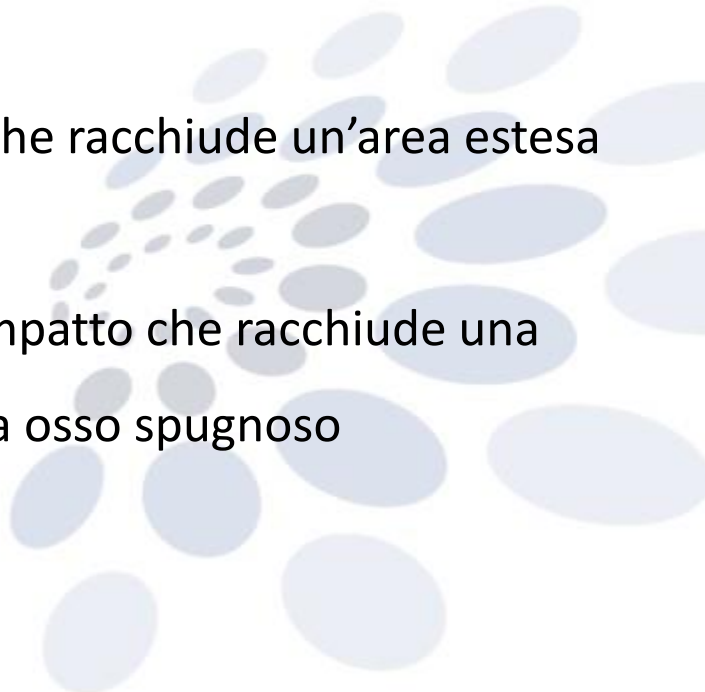 he racchiude un’area estesa
npatto che racchiude una
a osso spugnoso